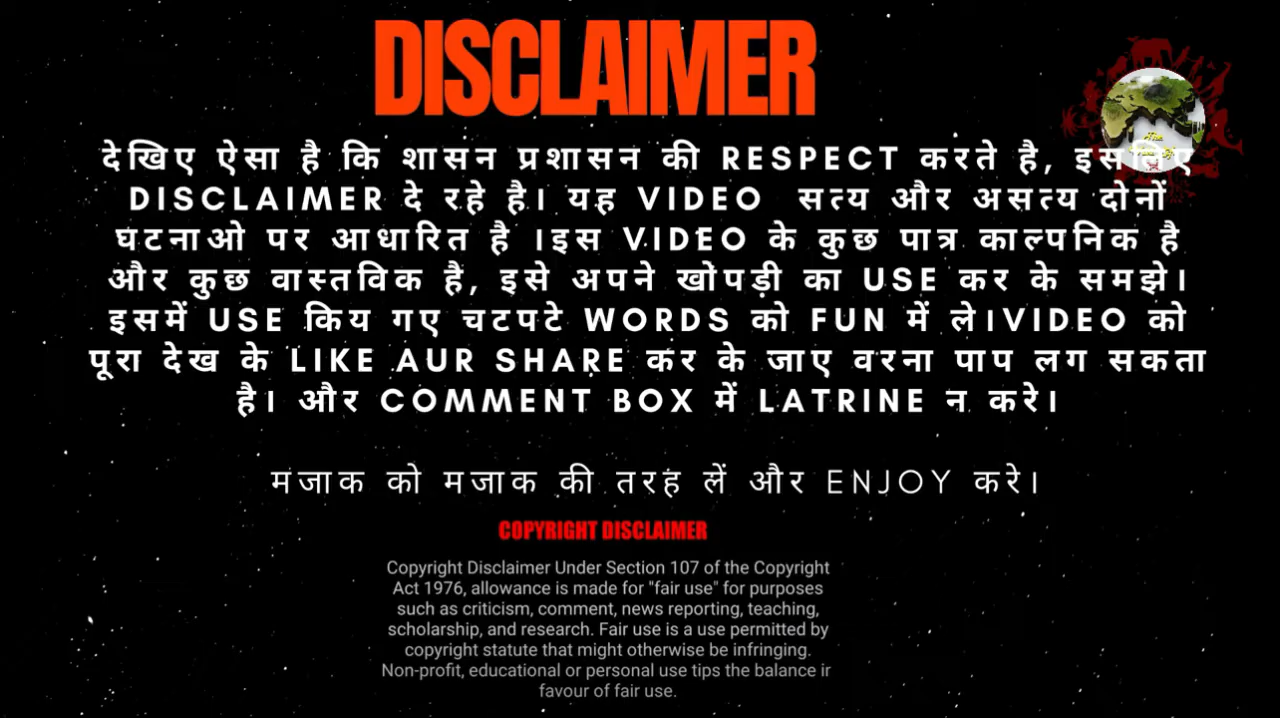 DISCLAIMER
देखिए ऐसा है कि शासन प्रशासन की RESPECT करते है, इसलिए
DISCLAIMER दे रहे है। यह VIDEO सत्य और असत्य दोनों
घटनाओ पर आधारित है ।इस VIDEO के कुछ पात्र काल्पनिक है
और कुछ वास्तविक है, इसे अपने खोपड़ी का USE कर के समझे।
इसमें USE किय गए चटपटे WORDS को FUN में ले।VIDEO को
पूरा देख के LIKE AUR SHARE कर के जाए वरना पाप लग सकता
है। और COMMENT BOX में LATRINE न करे।
मजाक को मजाक की तरह लें और ENJOY करे।
COPYRIGHT DISCLAIMER
Copyright Disclaimer Under Section 107 of the Copyright
Act 1976, allowance is made for "fair use" for purposes
such as criticism, comment, news reporting, teaching,
scholarship, and research. Fair use is a use permitted by
copyright statute that might otherwise be infringing.
Non-profit, educational or personal use tips the balance ir
favour of fair use.